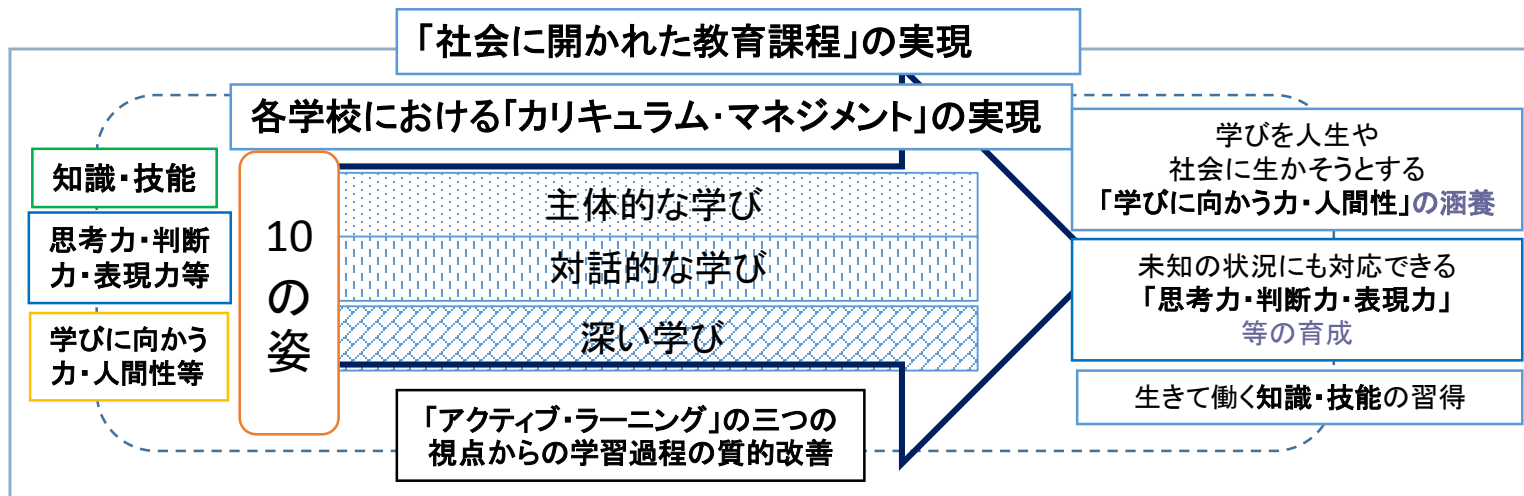 「社会に開かれた教育課程」の実現
各学校における「カリキュラム・マネジメント」の実現
知識・技能
思考力・判断
力・表現力等
学びに向かう
力・人間性等
10
の
姿
主体的な学び
対話的な学び
深い学び
「アクティブ・ラーニング」の三つの
視点からの学習過程の質的改善
学びを人生や
社会に生かそうとする
「学びに向かう力・人間性」の涵養
未知の状況にも対応できる
「思考力・判断力・表現力」
等の育成
生きて働く知識・技能の習得